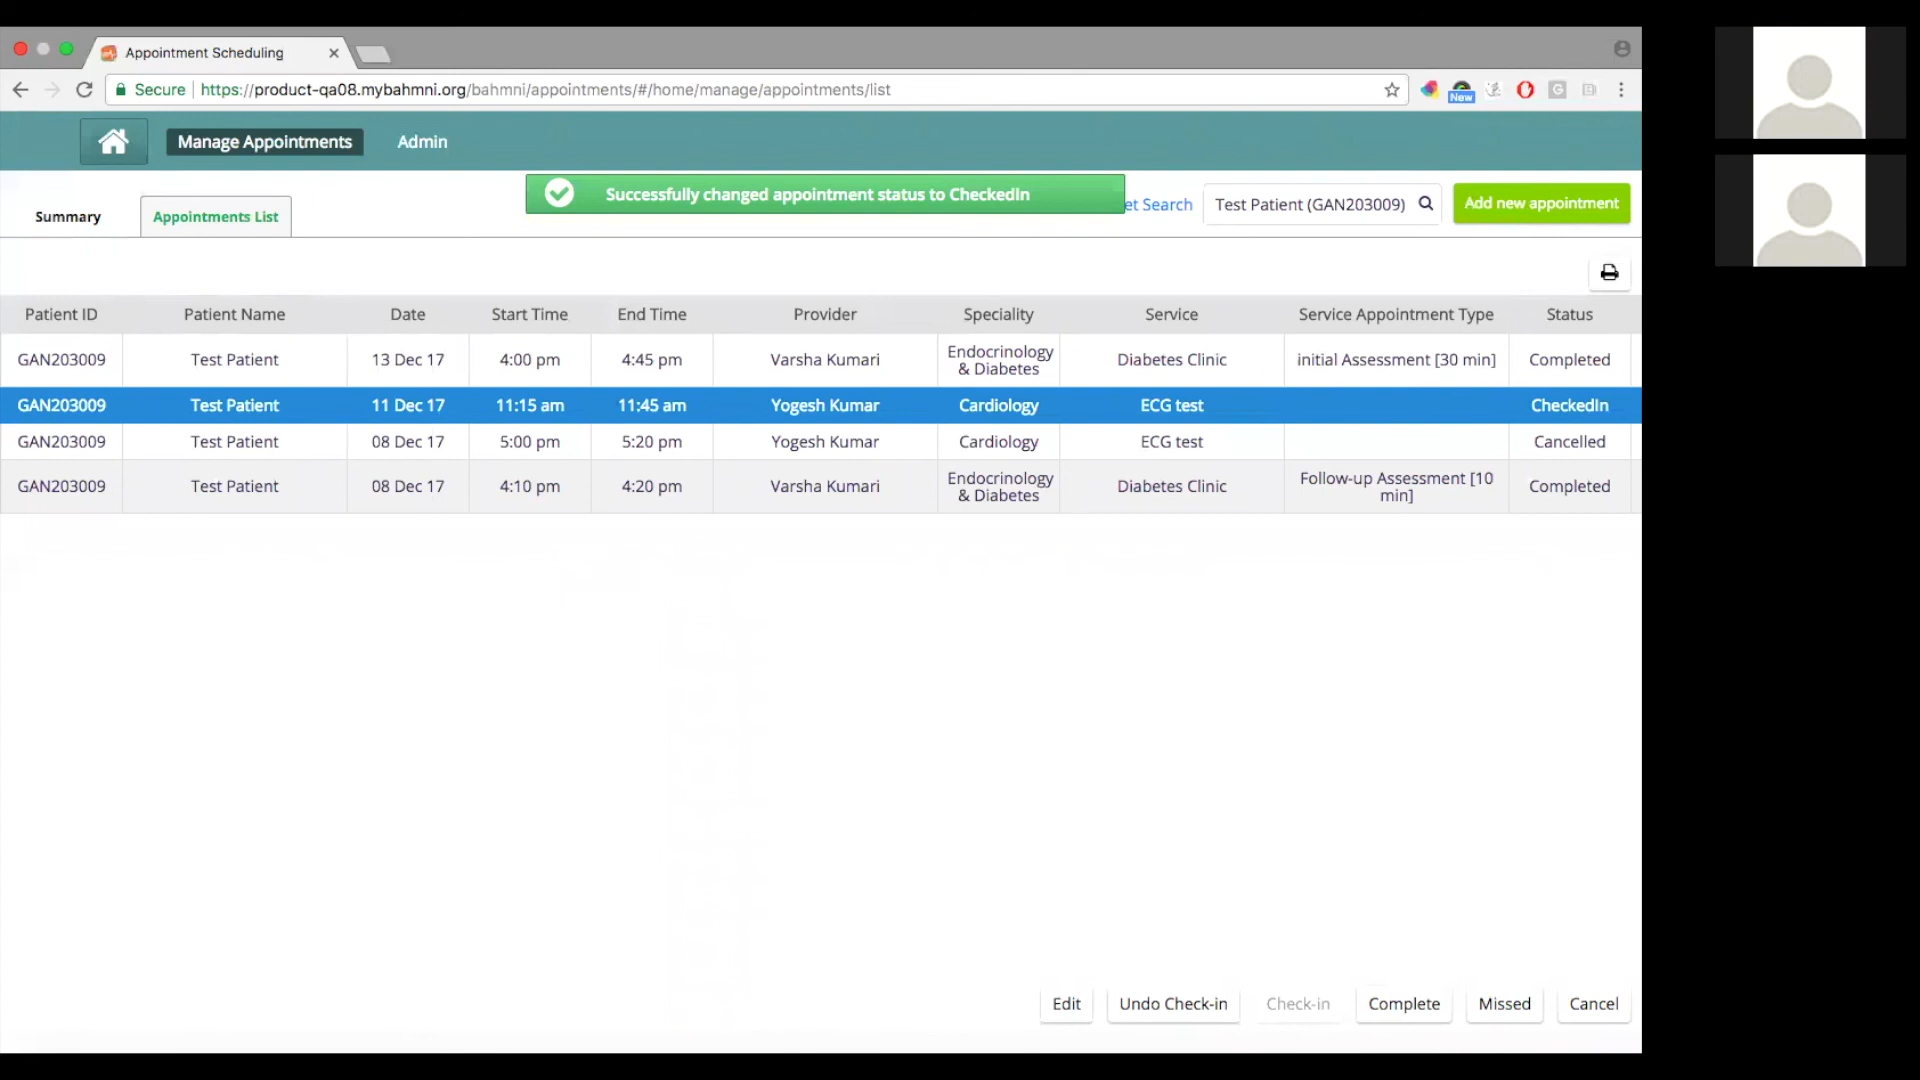 Appointment Scheduling
Secure https://product-qa08.mybahmni.org/bahmni/appointments/#/home/manage/appointments/list
New
Manage Appointments Admin
Successfully changed appointment status to CheckedIn
Summary Appointments List et Search Test Patient (GAN203009) Add new appointment
Patient ID Patient Name Date Start Time End Time Provider Speciality Service Service Appointment Type Status
GAN203009 Test Patient 13 Dec 17 4:00 pm 4:45 pm Varsha Kumari Endocrinology & Diabetes Diabetes Clinic initial Assessment [30 min] Completed
GAN203009 Test Patient 11 Dec 17 11:15 am 11:45 am Yogesh Kumar Cardiology ECG test CheckedIn
GAN203009 Test Patient 08 Dec 17 5:00 pm 5:20 pm Yogesh Kumar Cardiology ECG test Cancelled
GAN203009 Test Patient 08 Dec 17 4:10 pm 4:20 pm Varsha Kumari Endocrinology & Diabetes Diabetes Clinic Follow-up Assessment [10 min] Completed
Edit Undo Check-in Check-in Complete Missed Cancel